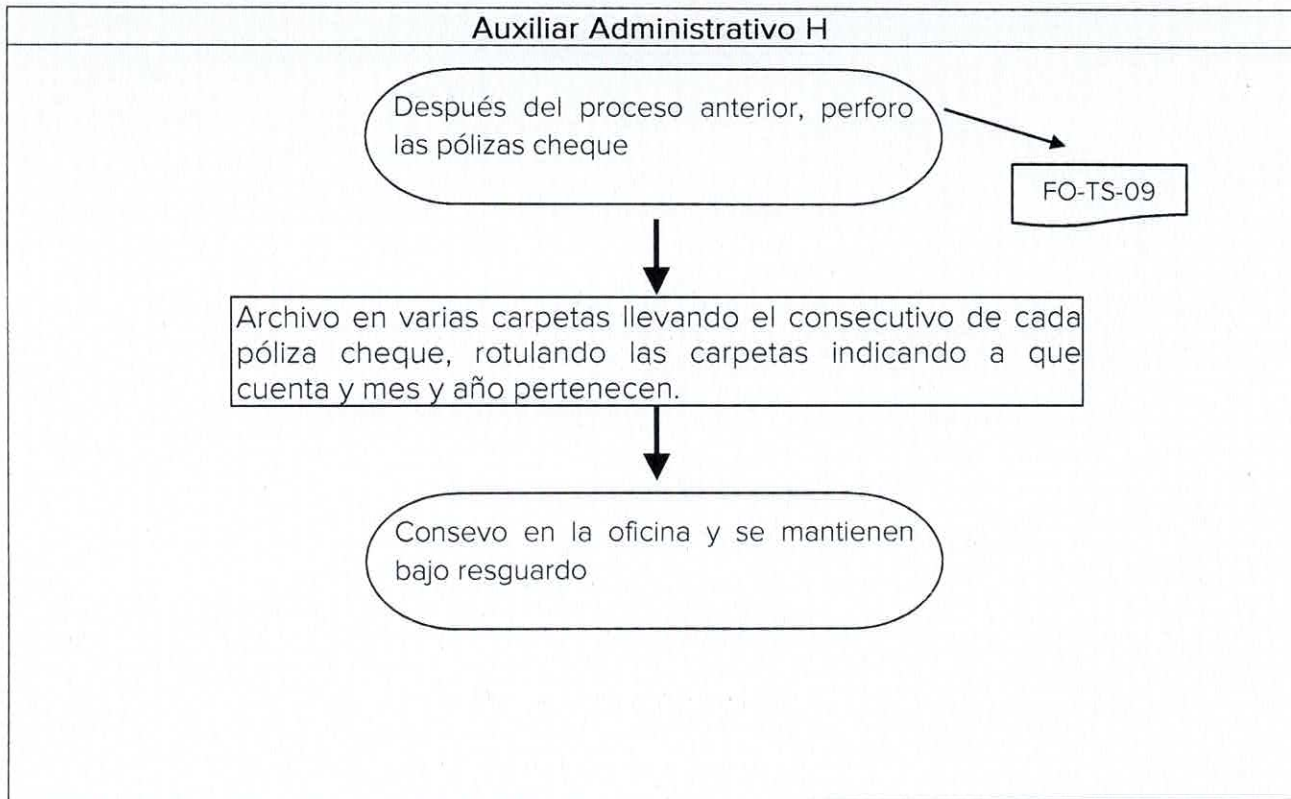 Auxiliar Administrativo H
Después del proceso anterior, perforo
las pólizas cheque
FO-TS-09
Archivo en varias carpetas llevando el consecutivo de cada
póliza cheque, rotulando las carpetas indicando a que
cuenta y mes y año pertenecen.
Consevo en la oficina y se mantienen
bajo resguardo